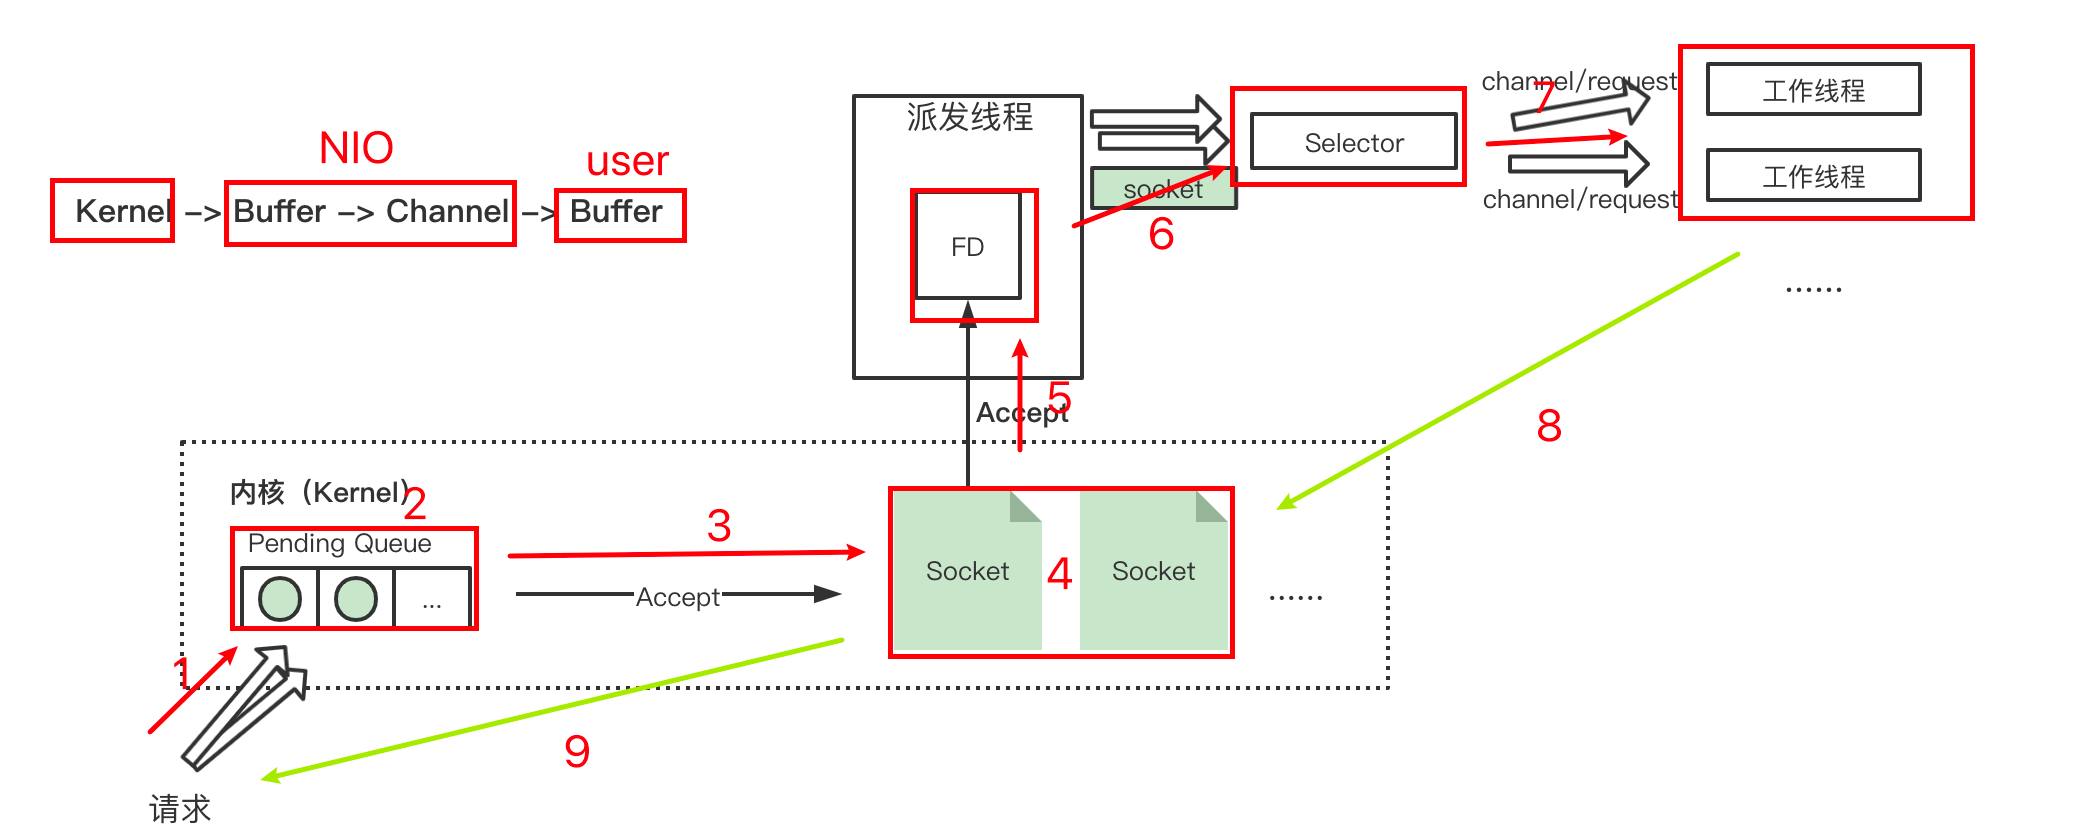 NIO
user
Kernel -> Buffer -> Channel -> Buffer
派发线程
FD
socket
6
Selector
channel/request
7
channel/request
工作线程
工作线程
......
Accept
5
8
内核（Kernel）
2
Pending Queue
...
3
Accept
Socket
4
Socket
......
1
9
请求